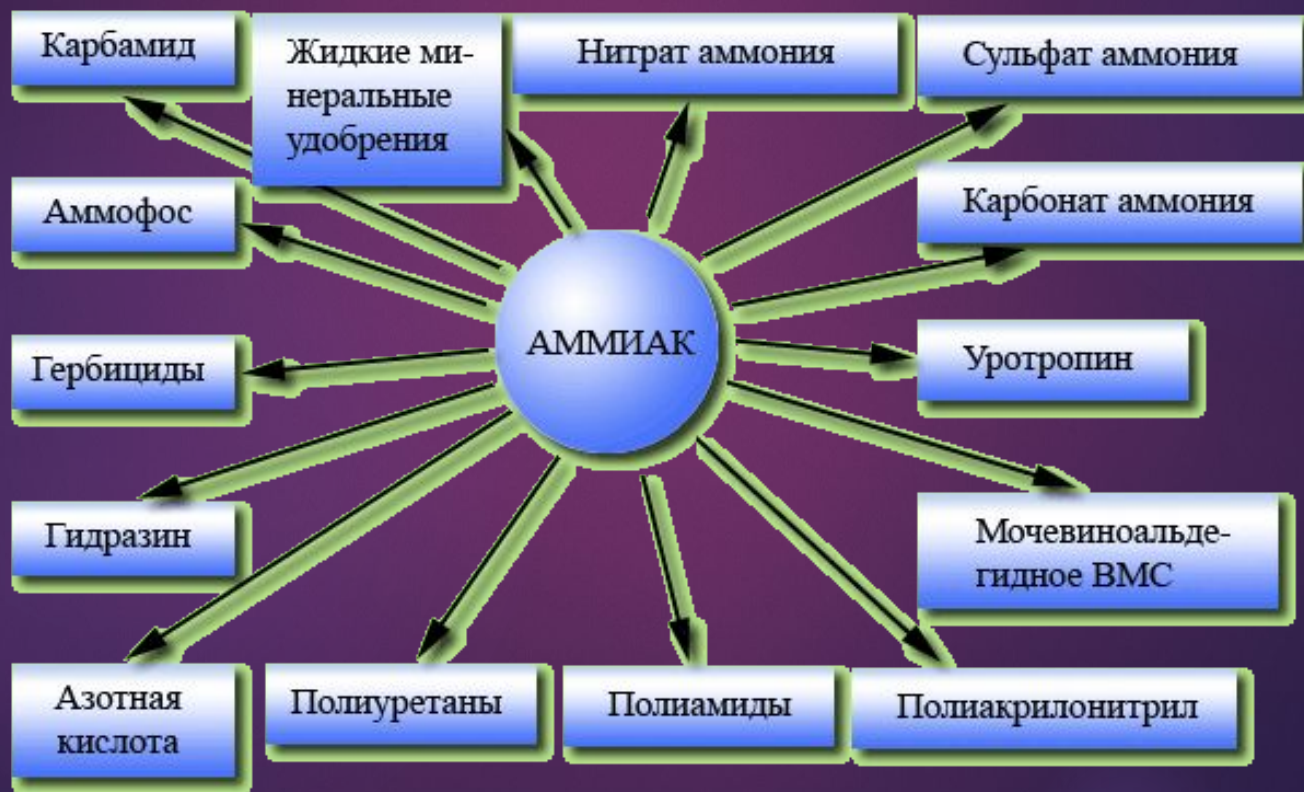 Карбамид
Жидкие ми-
неральные
удобрения
Нитрат аммония
Сульфат аммония
Аммофос
Карбонат аммония
АММИАК
Гербициды
Уротропин
Гидразин
Мочевиноальде-
гидное ВМС
Азотная
кислота
Полиуретаны
Полиамиды
Полиакрилонитрил